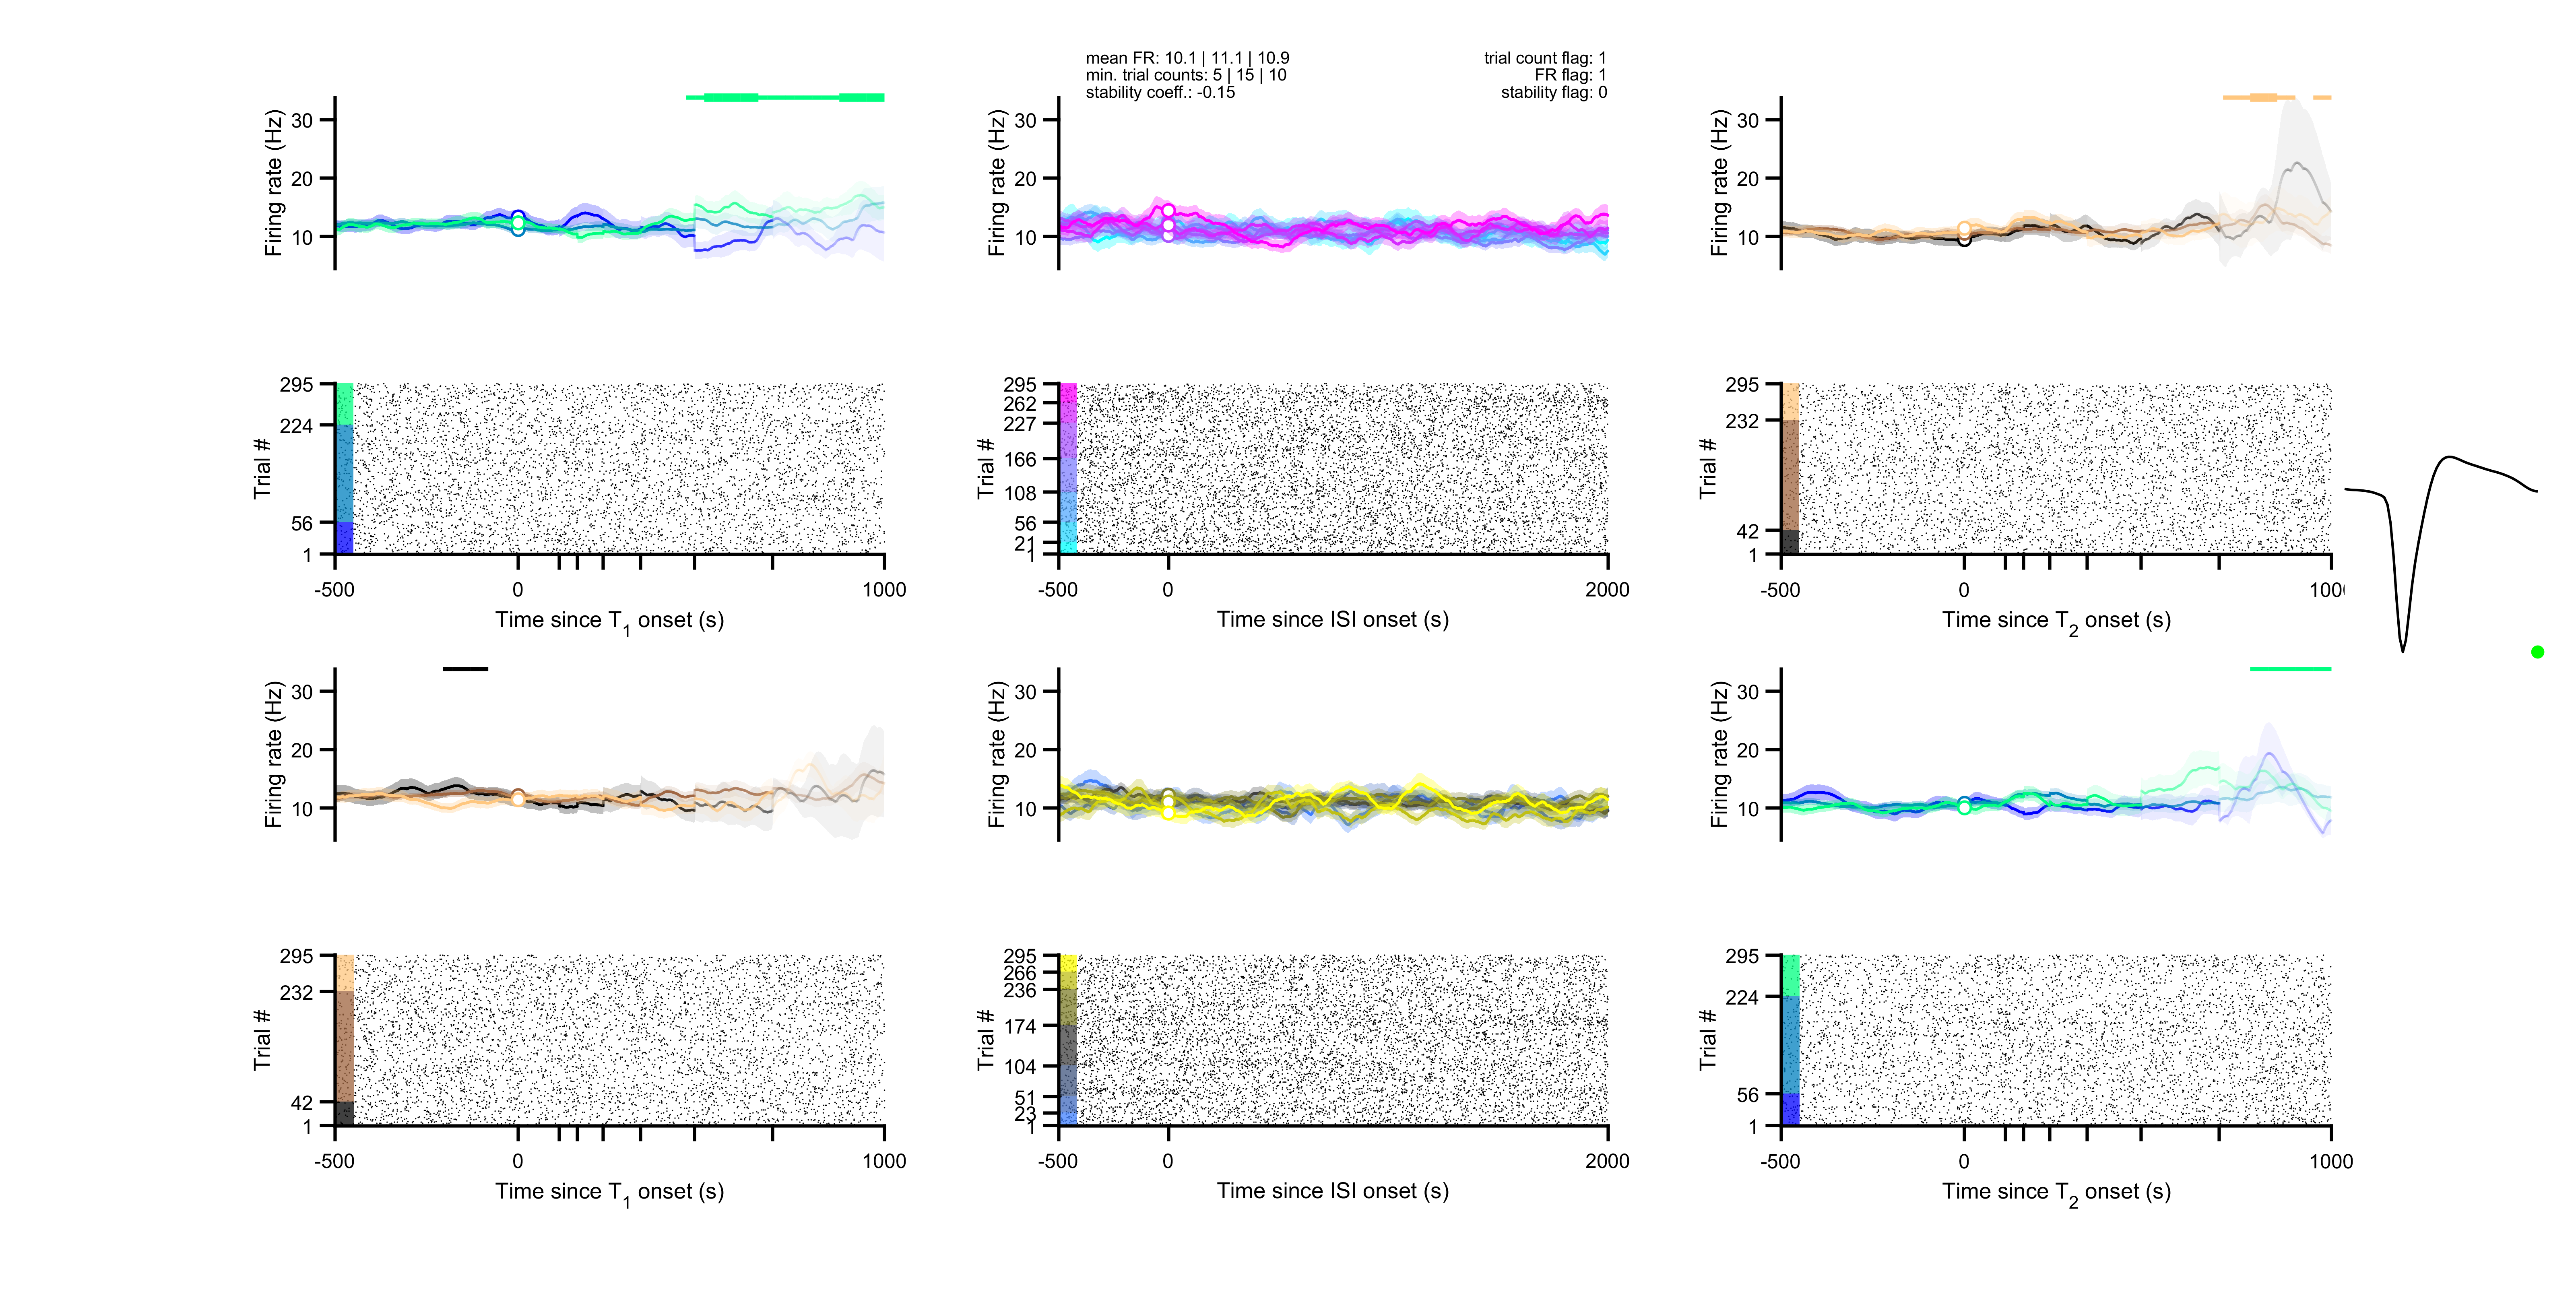 mean FR: 10.1 | 11.1 | 10.9
min. trial counts: 5 | 15 | 10
stability coeff.: -0.15
trial count flag: 1
FR flag: 1
stability flag: 0
Firing rate (Hz)
30
20
10
Firing rate (Hz)
30
20
10
Firing rate (Hz)
30
20
10
Trial #
295
224
56
1
-500
0
1000
Time since T1 onset (s)
Trial #
295
262
227
166
108
56
21
1
-500
0
2000
Time since ISI onset (s)
Trial #
295
232
42
1
-500
0
1000
Time since T2 onset (s)
Firing rate (Hz)
30
20
10
Firing rate (Hz)
30
20
10
Firing rate (Hz)
30
20
10
Trial #
295
232
42
1
-500
0
1000
Time since T1 onset (s)
Trial #
295
266
236
174
104
51
23
1
-500
0
2000
Time since ISI onset (s)
Trial #
295
224
56
1
-500
0
1000
Time since T2 onset (s)